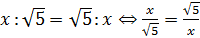 x : √5 = √5 : x ⇔ x/√5 = √5/x